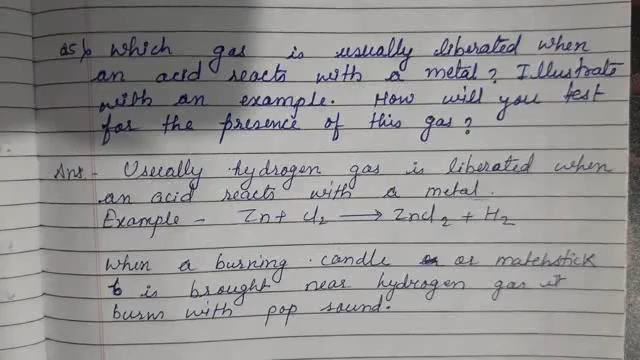 Q5) Which gas is usually liberated when
an acid reacts with a metal? Illustrate
with an example. How will you test
for the presence of this gas?
Ans - Usually hydrogen gas is liberated when
an acid reacts with a metal.
Example - Zn + Cl2 → ZnCl2 + H2
When a burning candle or matchstick
is brought near hydrogen gas it
burns with pop sound.